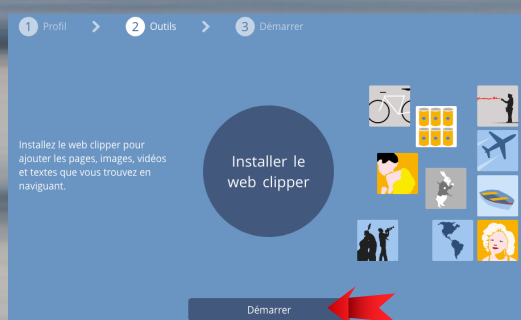 1 Profil > 2 Outils > 3 Démarrer
Installez le web clipper pour
ajouter les pages, images, vidéos
et textes que vous trouvez en
naviguant.
Installer le
web clipper
Démarrer